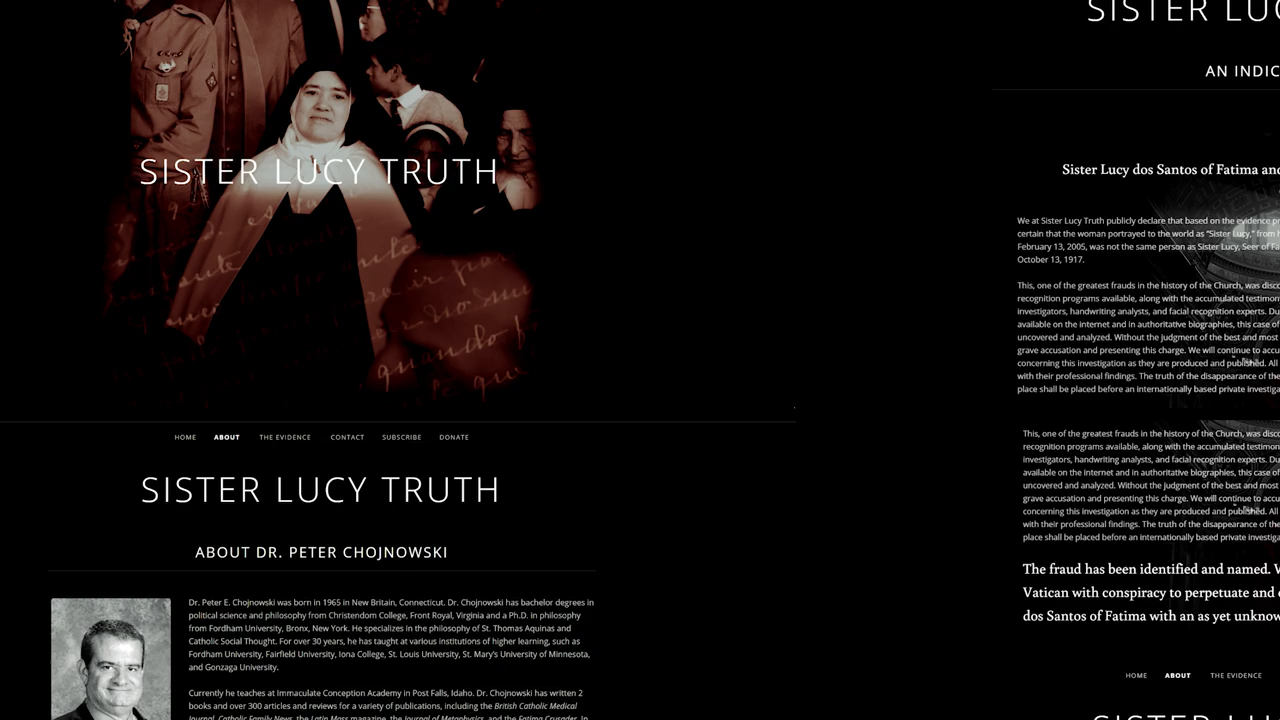 SISTER LUCY TRUTH
HOME ABOUT THE EVIDENCE CONTACT SUBSCRIBE DONATE
SISTER LUCY TRUTH
ABOUT DR. PETER CHOJNOWSKI
Dr. Peter E. Chojnowski was born in 1965 in New Britain, Connecticut. Dr. Chojnowski has bachelor degrees in
political science and philosophy from Christendom College, Front Royal, Virginia and a Ph.D. in philosophy
from Fordham University, Bronx, New York. He specializes in the philosophy of St. Thomas Aquinas and
Catholic Social Thought. For over 30 years, he has taught at various institutions of higher learning, such as
Fordham University, Fairfield University, Iona College, St. Louis University, St. Mary's University of Minnesota,
and Gonzaga University.
Currently he teaches at Immaculate Conception Academy in Post Falls, Idaho. Dr. Chojnowski has written 2
books and over 300 articles and reviews for a variety of publications, including the British Catholic Medical
Journal, Catholic Family News, the Latin Mass magazine, the Journal of Metaphysics, and the Fatima Crusader. In
SISTER
AN
Sister Lucy dos Santos of Fatima and
We at Sister Lucy Truth publicly declare that based on the evidence
certain that the woman portrayed to the world as "Sister Lucy," from
February 13, 2005, was not the same person as Sister Lucy, Seer of
October 13, 1917.
This, one of the greatest frauds in the history of the Church, was
recognition programs available, along with the accumulated
investigators, handwriting analysts, and facial recognition experts.
available on the internet and in authoritative biographies, this case of
uncovered and analyzed. Without the judgment of the best and most
grave accusation and presenting this charge. We will continue to
concerning this investigation as they are produced and published. All
with their professional findings. The truth of the disappearance of the
place shall be placed before an internationally based private
This, one of the greatest frauds in the history of the Church, was
recognition programs available, along with the accumulated
investigators, handwriting analysts, and facial recognition experts.
available on the internet and in authoritative biographies, this case of
uncovered and analyzed. Without the judgment of the best and most
grave accusation and presenting this charge. We will continue to
concerning this investigation as they are produced and published. All
with their professional findings. The truth of the disappearance of the
place shall be placed before an internationally based private
The fraud has been identified and named.
Vatican with conspiracy to perpetuate and
dos Santos of Fatima with an as yet
HOME ABOUT THE EVIDENCE